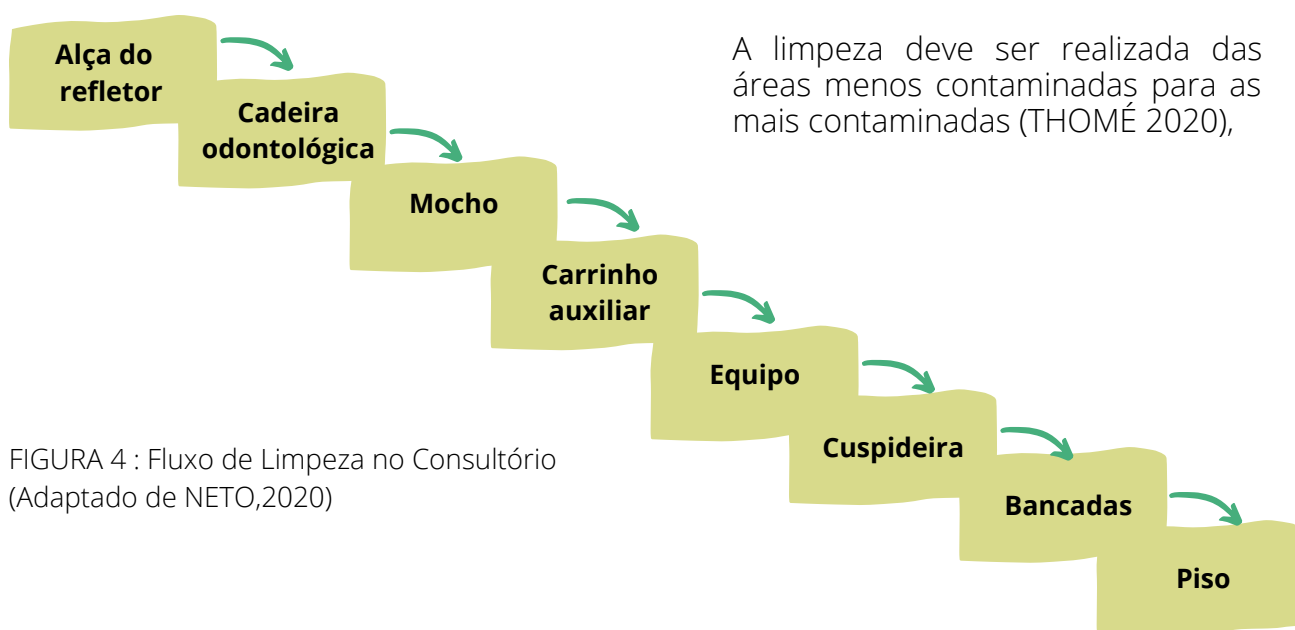 Alça do
refletor
A limpeza deve ser realizada das
áreas menos contaminadas para as
mais contaminadas (THOMÉ 2020),
Cadeira
odontológica
Mocho
Carrinho
auxiliar
Equipo
Cuspideira
FIGURA 4 : Fluxo de Limpeza no Consultório
(Adaptado de NETO,2020)
Bancadas
Piso